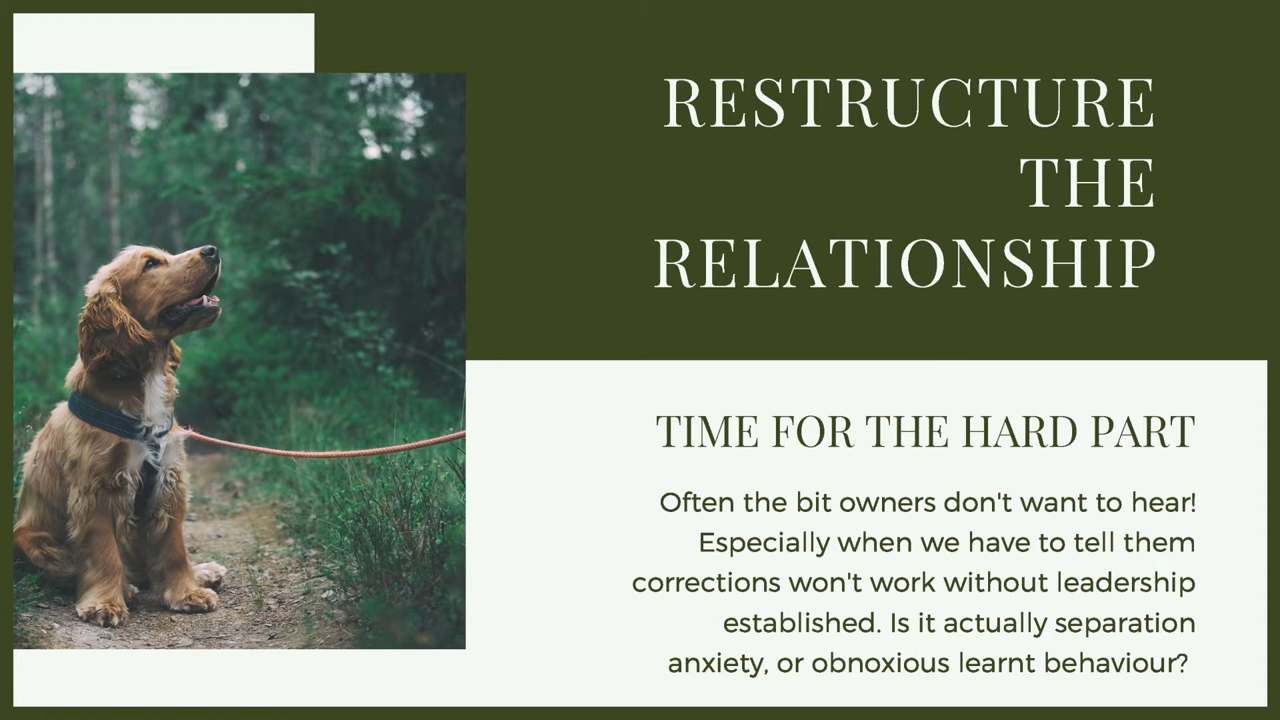 RESTRUCTURE
THE
RELATIONSHIP
TIME FOR THE HARD PART
Often the bit owners don't want to hear!
Especially when we have to tell them
corrections won't work without leadership
established. Is it actually separation
anxiety, or obnoxious learnt behaviour?